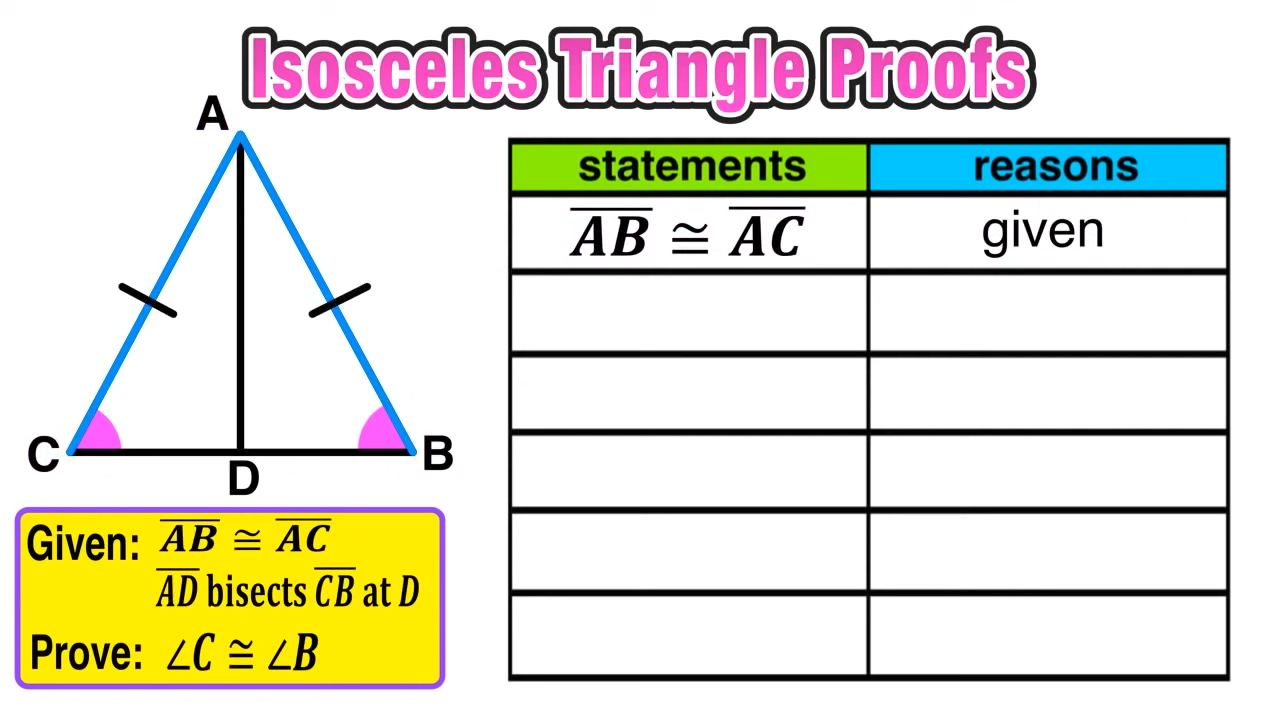 Isosceles Triangle Proofs
A
statements reasons
AB ≅ AC given
C D B
Given: AB ≅ AC
AD bisects CB at D
Prove: ∠C ≅ ∠B